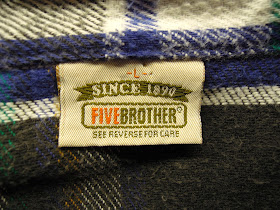 -L-
SINCE 1890
FIVEBROTHER®
SEE REVERSE FOR CARE